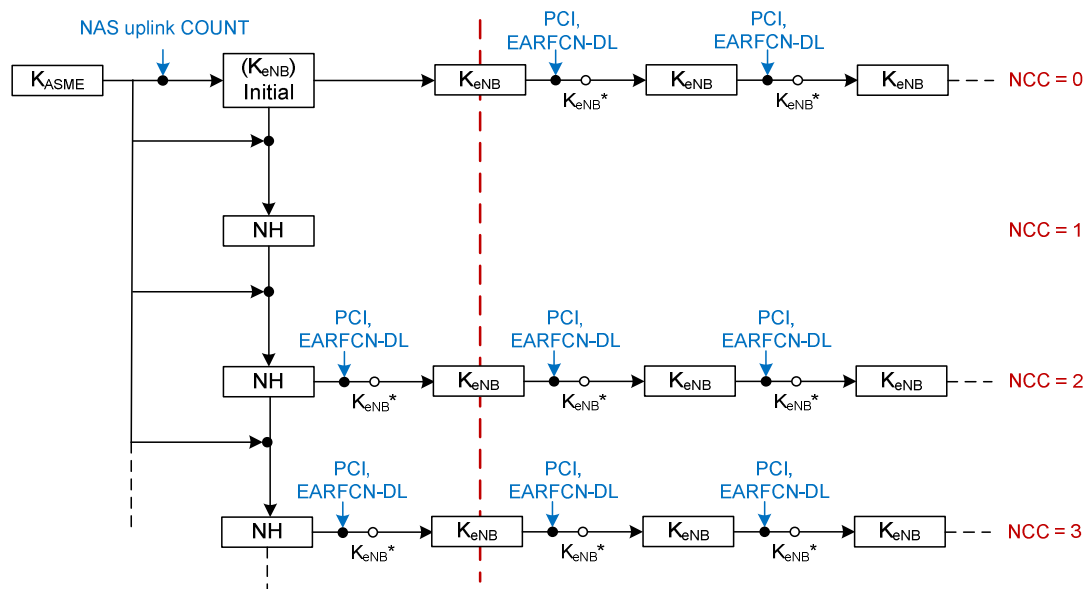 NAS uplink COUNT
PCI,
EARFCN-DL
PCI,
EARFCN-DL
KASME
(KeNB)
Initial
KeNB
KeNB*
KeNB
KeNB*
KeNB
NCC = 0
NH
NCC = 1
PCI,
EARFCN-DL
PCI,
EARFCN-DL
PCI,
EARFCN-DL
NH
KeNB*
KeNB
KeNB*
KeNB
KeNB*
KeNB
NCC = 2
PCI,
EARFCN-DL
PCI,
EARFCN-DL
PCI,
EARFCN-DL
NH
KeNB*
KeNB
KeNB*
KeNB
KeNB*
KeNB
NCC = 3